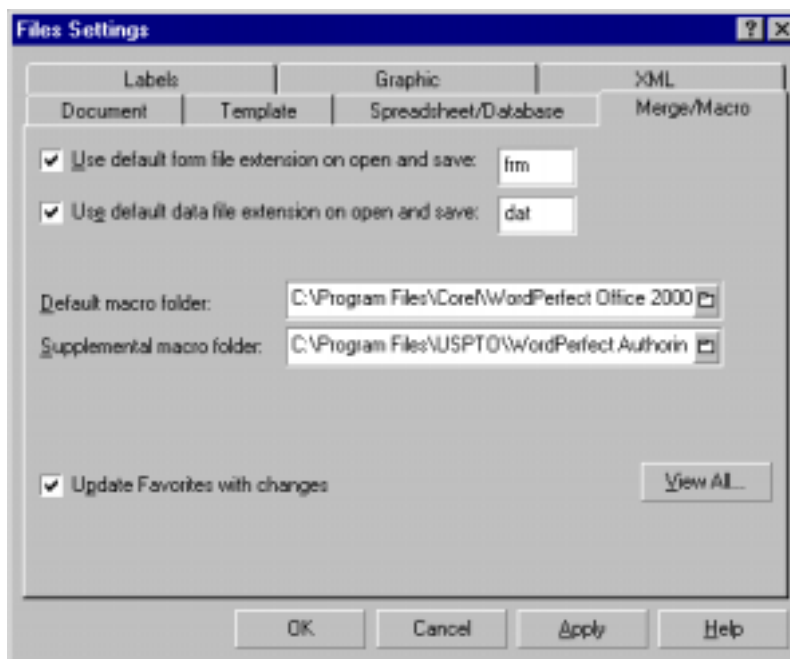 Files Settings
Labels Graphic XML
Document Template Spreadsheet/Database Merge/Macro
Use default form file extension on open and save: frm
Use default data file extension on open and save: dat
Default macro folder: C:\Program Files\Corel\WordPerfect Office 2000
Supplemental macro folder: C:\Program Files\USPTO\WordPerfect Authorin
Update Favorites with changes
View All...
OK Cancel Apply Help